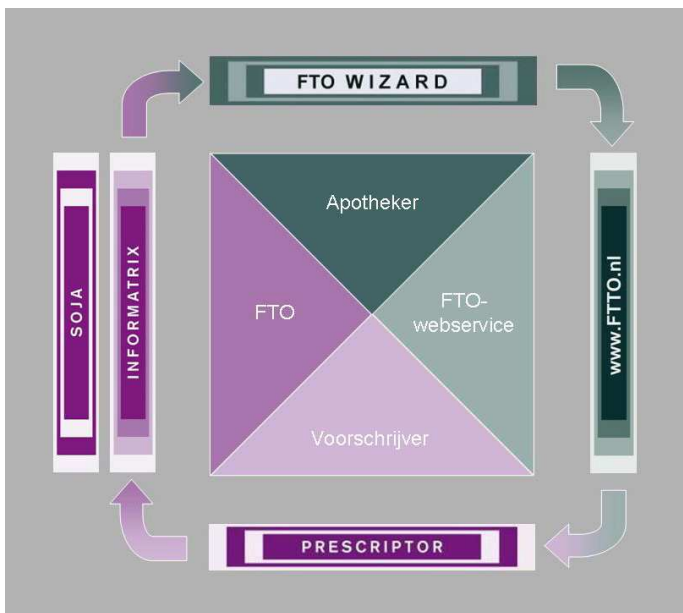 FTO WIZARD
Apotheker
SOJA
INFORMATRIX
FTO
FTO-
webservice
www.FTTO.nl
Voorschrijver
PRESCRIPTOR